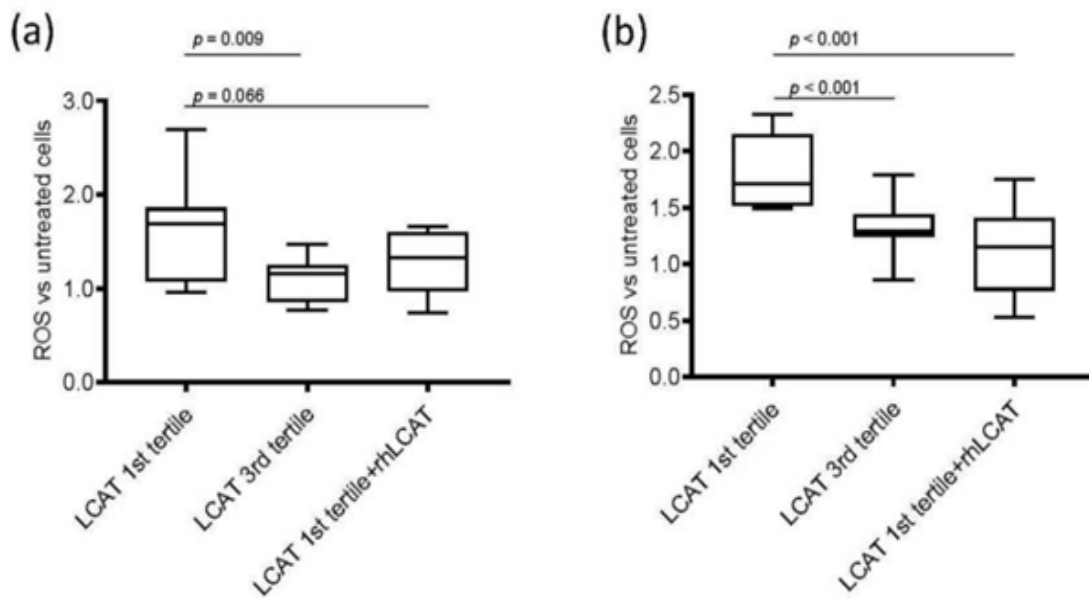 (a)
p = 0.009
p = 0.066
ROS vs untreated cells
3.0
2.0
1.0
0.0
LCAT 1st tertile
LCAT 3rd tertile
LCAT 1st tertile+rhLCAT
(b)
p < 0.001
p < 0.001
ROS vs untreated cells
2.5
2.0
1.5
1.0
0.5
0.0
LCAT 1st tertile
LCAT 3rd tertile
LCAT 1st tertile+rhLCAT